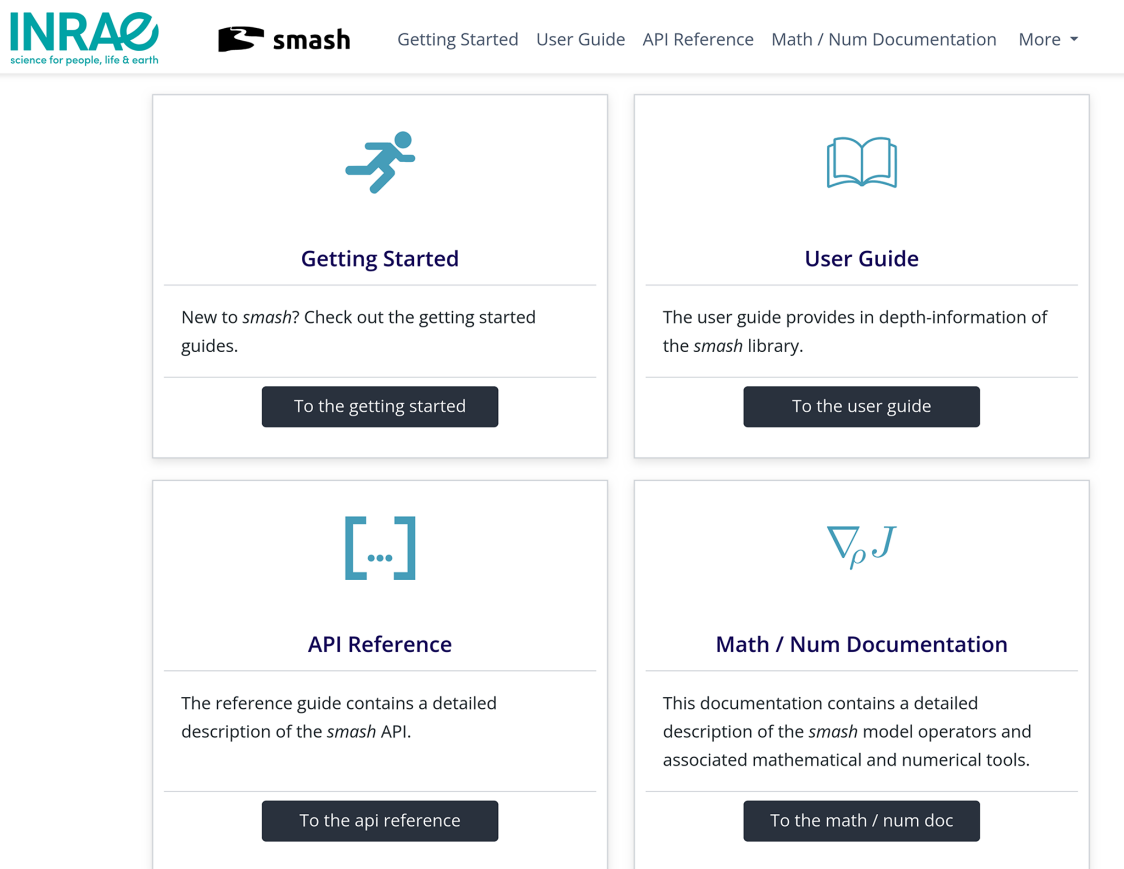 INRAE
science for people, life & earth
smash
Getting Started User Guide API Reference Math / Num Documentation More
Getting Started
New to smash? Check out the getting started
guides.
To the getting started
User Guide
The user guide provides in depth-information of
the smash library.
To the user guide
[...]
API Reference
The reference guide contains a detailed
description of the smash API.
To the api reference
∇ρJ
Math / Num Documentation
This documentation contains a detailed
description of the smash model operators and
associated mathematical and numerical tools.
To the math / num doc